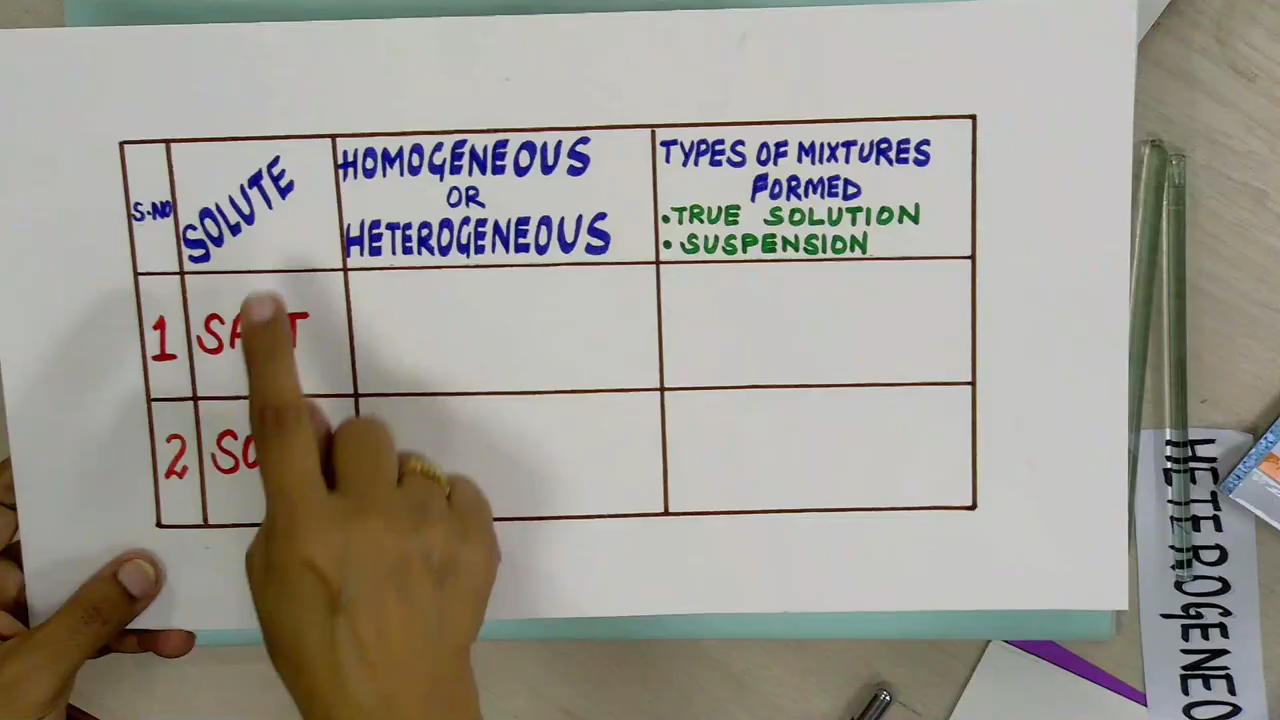 S-NO
SOLUTE
HOMOGENEOUS
OR
HETEROGENEOUS
TYPES OF MIXTURES
FORMED
• TRUE SOLUTION
• SUSPENSION
1
2
HETEROGENEO